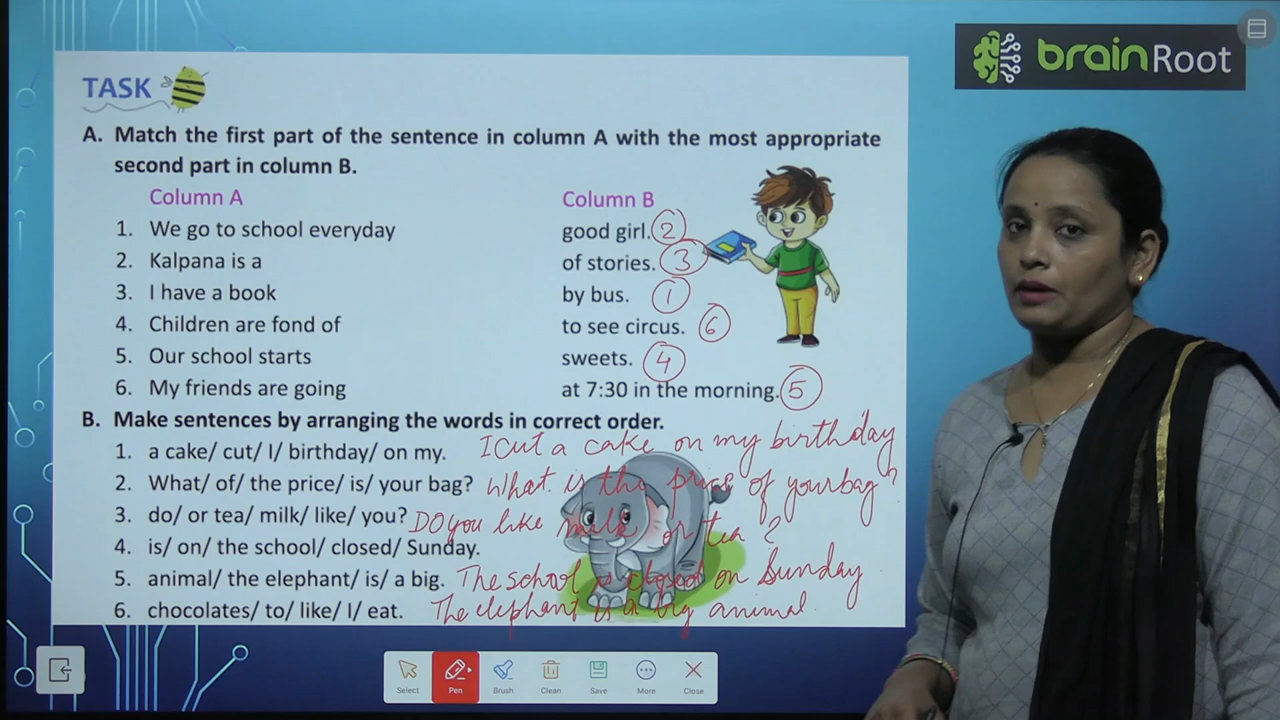 brainRoot
TASK
A. Match the first part of the sentence in column A with the most appropriate
second part in column B.
Column A Column B
1. We go to school everyday good girl. 2
2. Kalpana is a of stories. 3
3. I have a book by bus. 1
4. Children are fond of to see circus. 6
5. Our school starts sweets. 4
6. My friends are going at 7:30 in the morning. 5
B. Make sentences by arranging the words in correct order.
1. a cake/ cut/ I/ birthday/ on my. I cut a cake on my birthday
2. What/ of/ the price/ is/ your bag? What is the price of your bag?
3. do/ or tea/ milk/ like/ you? DO you like milk or tea?
4. is/ on/ the school/ closed/ Sunday.
5. animal/ the elephant/ is/ a big. The school is closed on Sunday
6. chocolates/ to/ like/ I/ eat. The elephant is a big animal.
Select Pen Brush Clean Save More Close